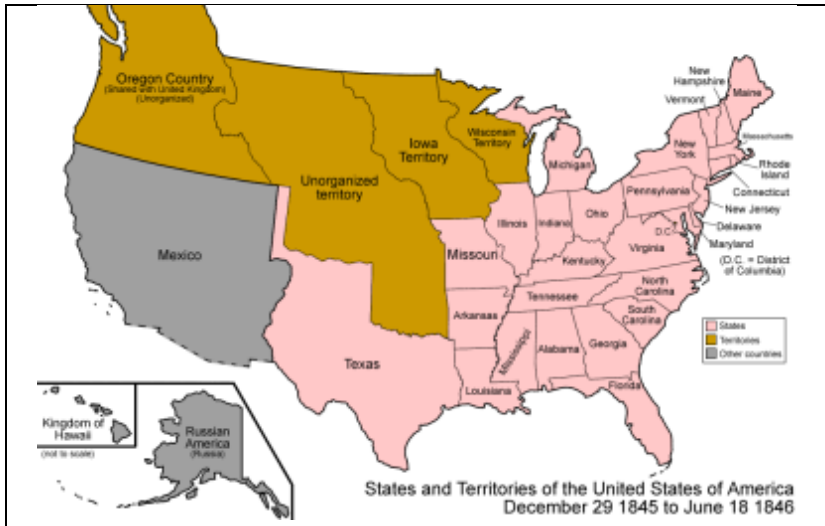 Oregon Country
(Shared with United Kingdom)
(Unorganized)
Unorganized
territory
Iowa
Territory
Wisconsin
Territory
Mexico
Texas
Missouri
Arkansas
Louisiana
Illinois
Indiana
Ohio
Michigan
Kentucky
Tennessee
Mississippi
Alabama
Georgia
Florida
South
Carolina
North
Carolina
Virginia
D.C.
Pennsylvania
New
York
Vermont
New
Hampshire
Maine
Massachusetts
Rhode
Island
Connecticut
New Jersey
Delaware
Maryland
(D.C. = District
of Columbia)
States
Territories
Other countries
Kingdom of
Hawaii
(not to scale)
Russian
America
(Russia)
States and Territories of the United States of America
December 29 1845 to June 18 1846